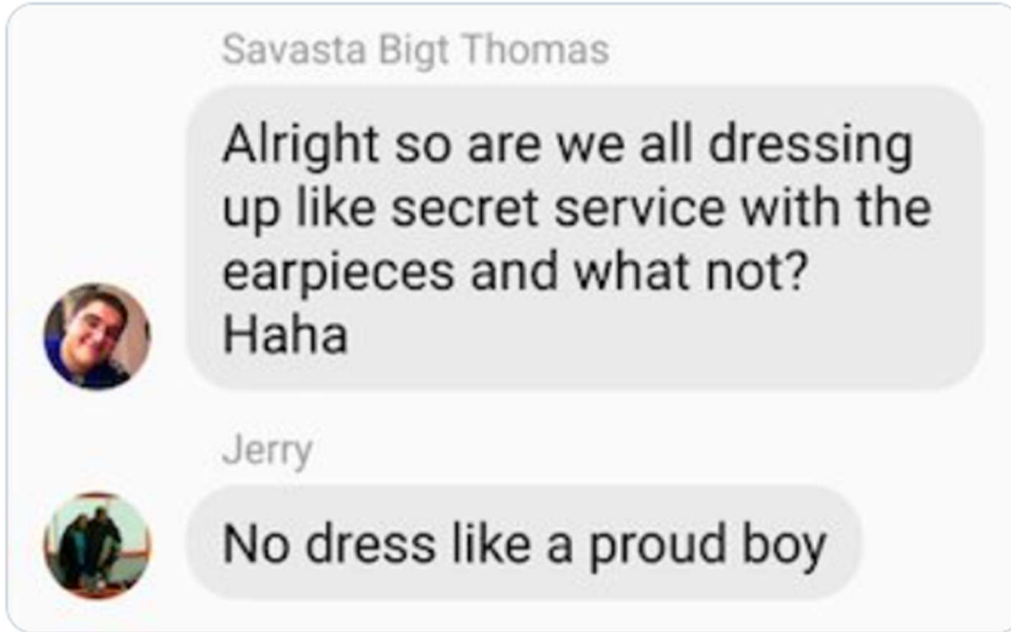 Savasta Bigt Thomas
Alright so are we all dressing
up like secret service with the
earpieces and what not?
Haha
Jerry
No dress like a proud boy